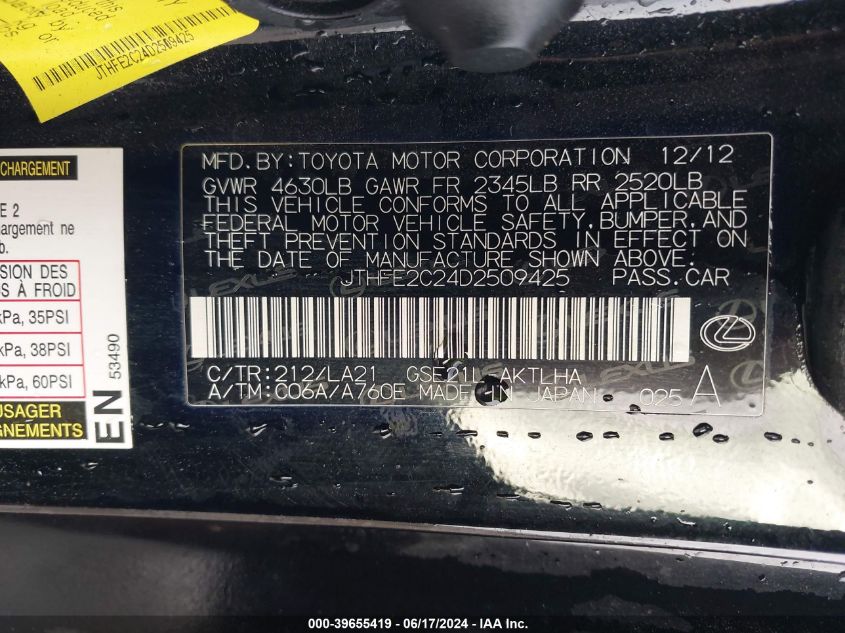 JTHFE2C24D2509425
CHARGEMENT
E 2
hargement ne
b.
SION DES
S À FROID
kPa, 35PSI
kPa, 38PSI
kPa, 60PSI
USAGER
GNEMENTS
EN
53490
MFD. BY: TOYOTA MOTOR CORPORATION 12/12
GVWR 4630LB GAWR FR 2345LB RR 2520LB
THIS VEHICLE CONFORMS TO ALL APPLICABLE
FEDERAL MOTOR VEHICLE SAFETY, BUMPER, AND
THEFT PREVENTION STANDARDS IN EFFECT ON
THE DATE OF MANUFACTURE SHOWN ABOVE.
JTHFE2C24D2509425 PASS. CAR
C/TR: 212/LA21 GSE21L AKTLHA
A/TM: C06A/A760E MADE IN JAPAN 025 A
000-39655419 - 06/17/2024 - IAA, Inc.